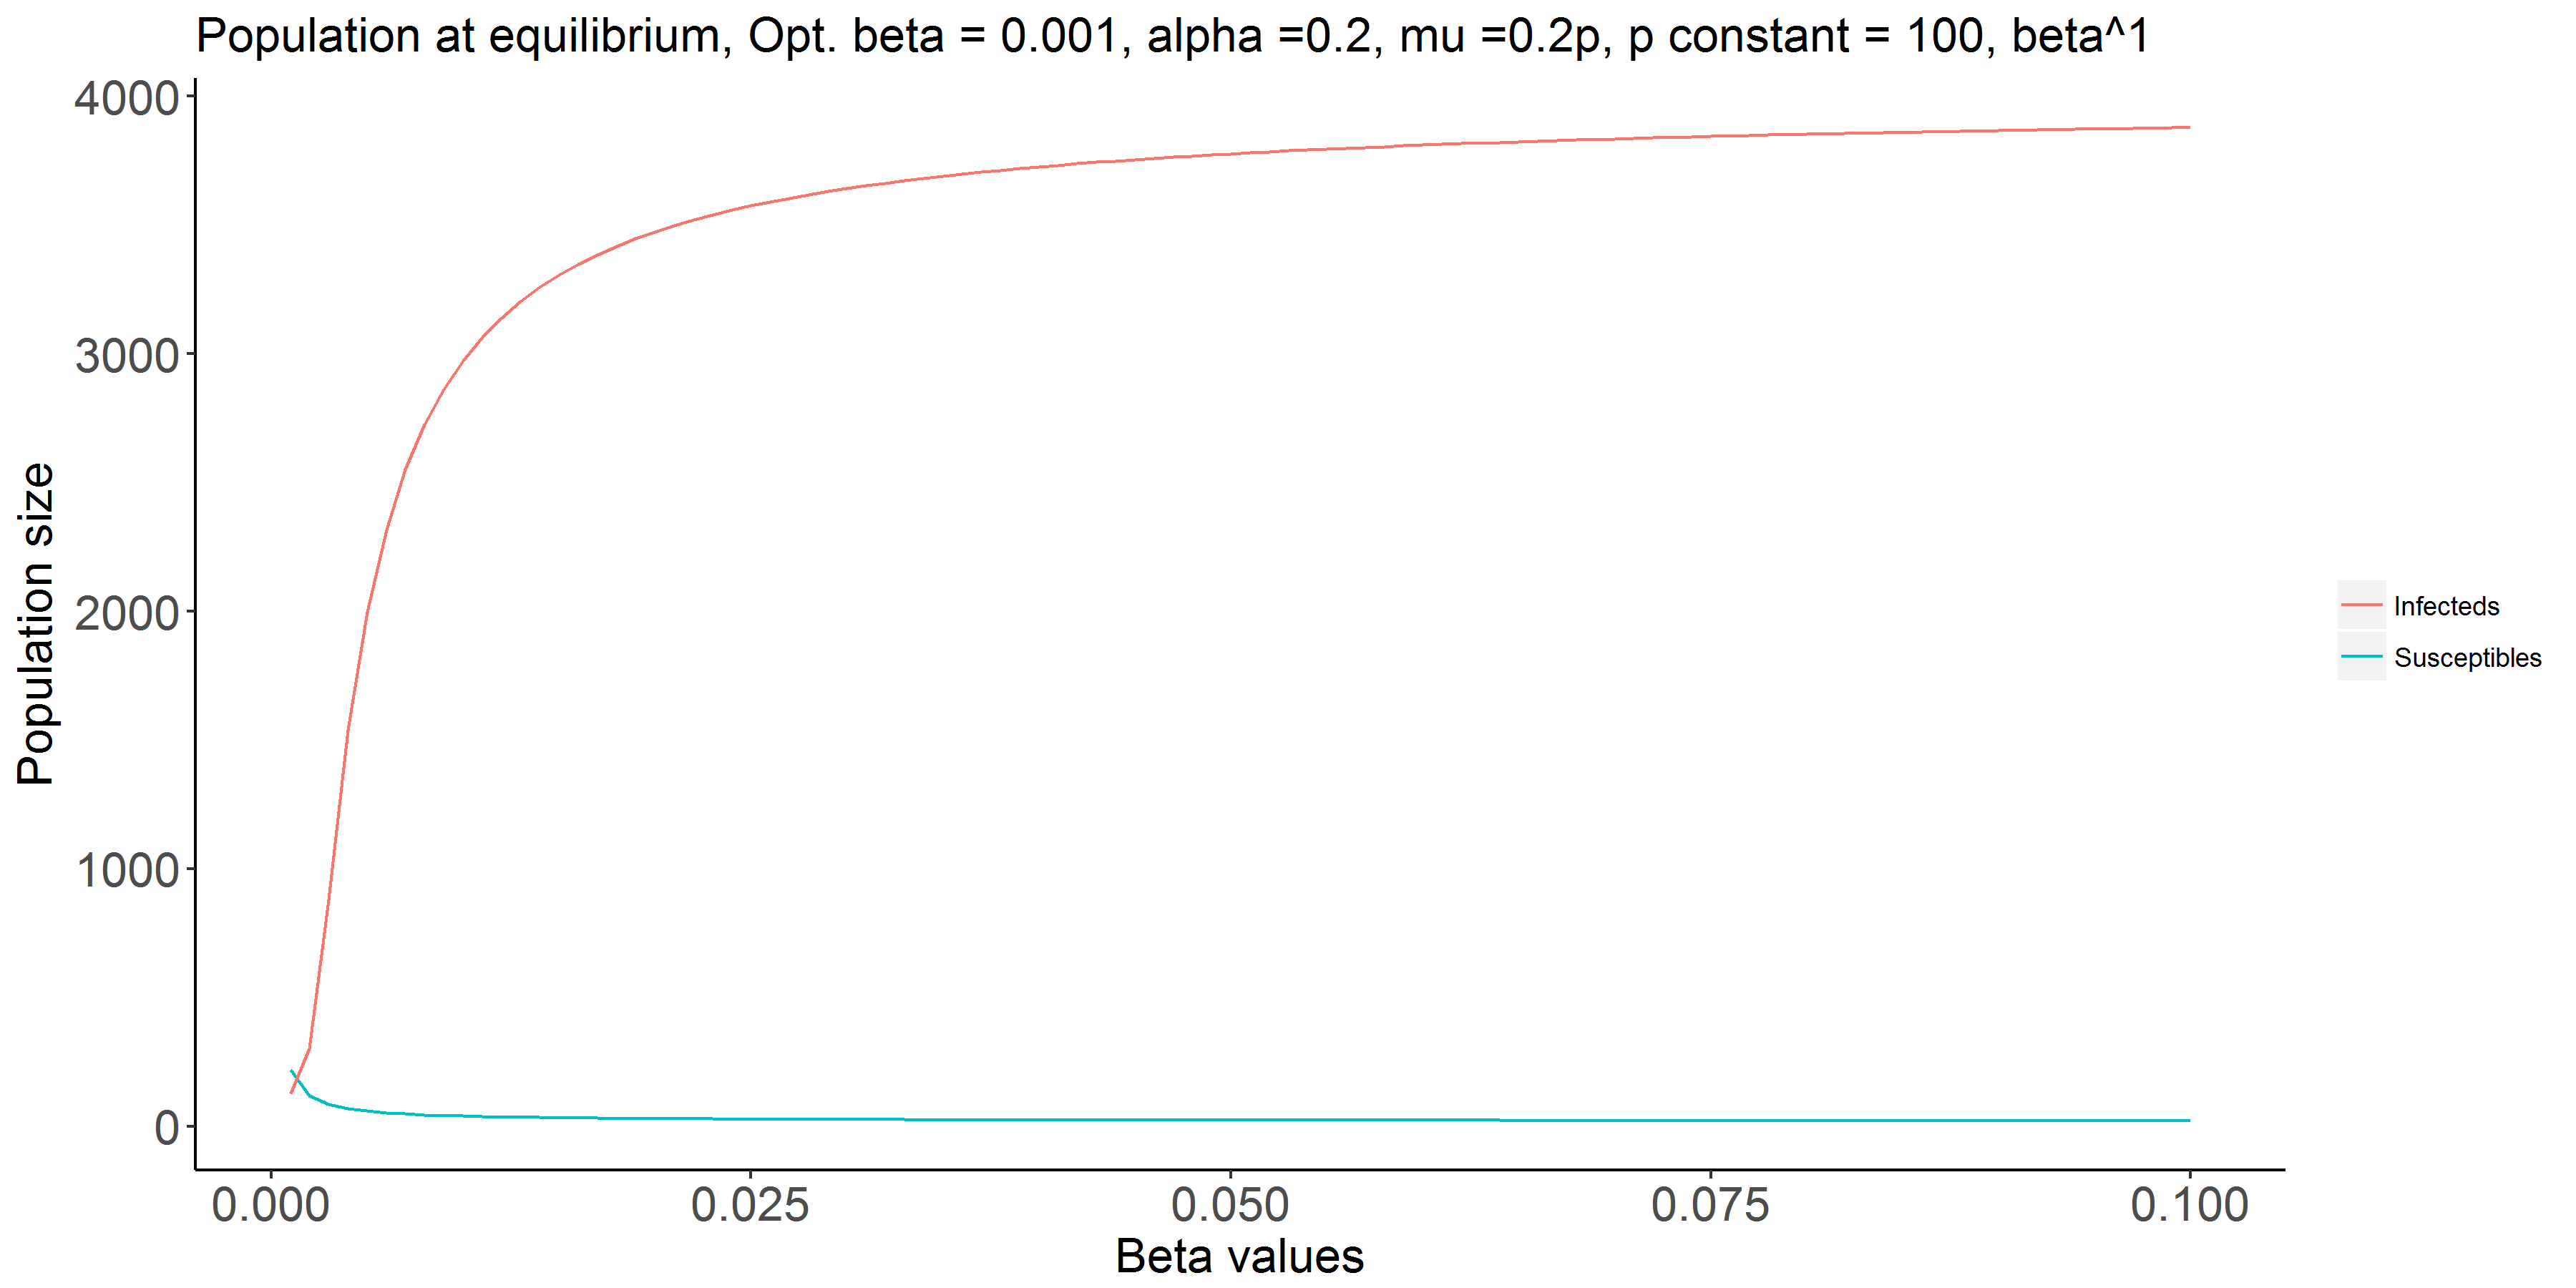 Population at equilibrium, Opt. beta = 0.001, alpha =0.2, mu =0.2p, p constant = 100, beta^1
4000
3000
2000
1000
0
Population size
0.000
0.025
0.050
0.075
0.100
Beta values
Infecteds
Susceptibles